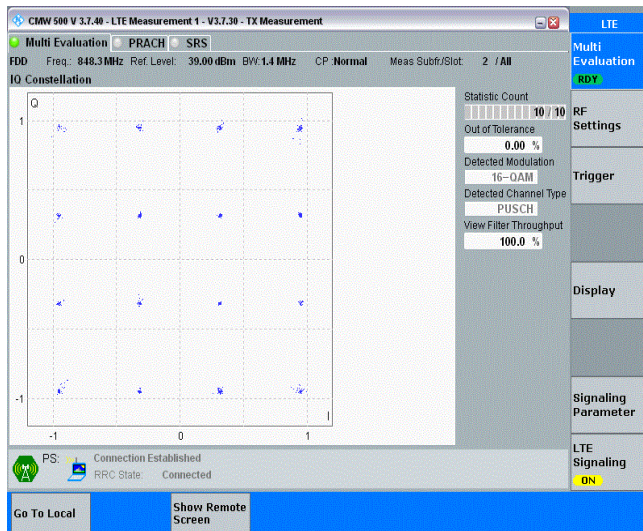 CMW 500 V 3.7.40 - LTE Measurement 1 - V3.7.30 - TX Measurement
LTE
Multi Evaluation PRACH SRS
Multi
Evaluation
RDY
FDD Freq.: 848.3 MHz Ref. Level: 39.00 dBm BW: 1.4 MHz CP :Normal Meas Subfr./Slot: 2 / All
IQ Constellation
Q
1
0
-1
-1 0 1
I
Statistic Count
10 / 10
Out of Tolerance
0.00 %
Detected Modulation
16-QAM
Detected Channel Type
PUSCH
View Filter Throughput
100.0 %
RF
Settings
Trigger
Display
Signaling
Parameter
LTE
Signaling
ON
PS: Connection Established
RRC State: Connected
Go To Local
Show Remote
Screen